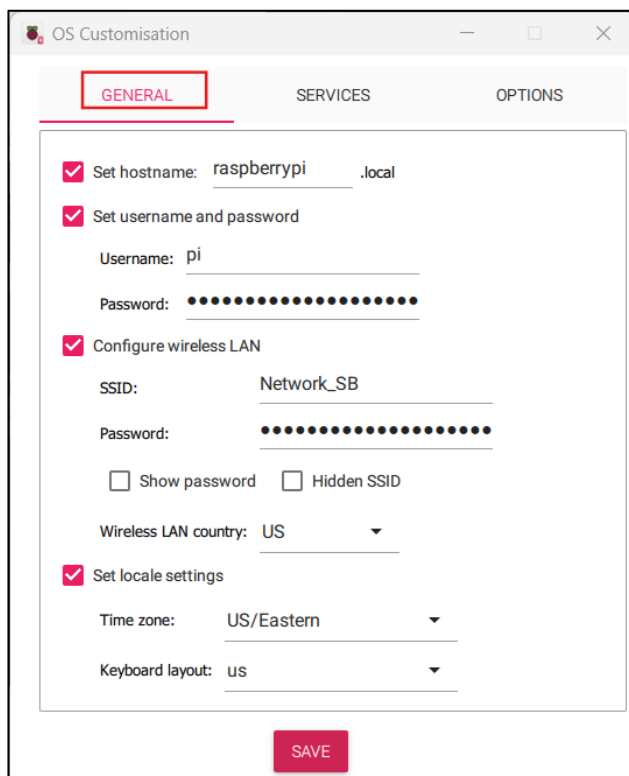 OS Customisation
GENERAL SERVICES OPTIONS
Set hostname: raspberrypi .local
Set username and password
Username: pi
Password: ••••••••••••••••••••
Configure wireless LAN
SSID: Network_SB
Password: ••••••••••••••••••••
Show password Hidden SSID
Wireless LAN country: US
Set locale settings
Time zone: US/Eastern
Keyboard layout: us
SAVE